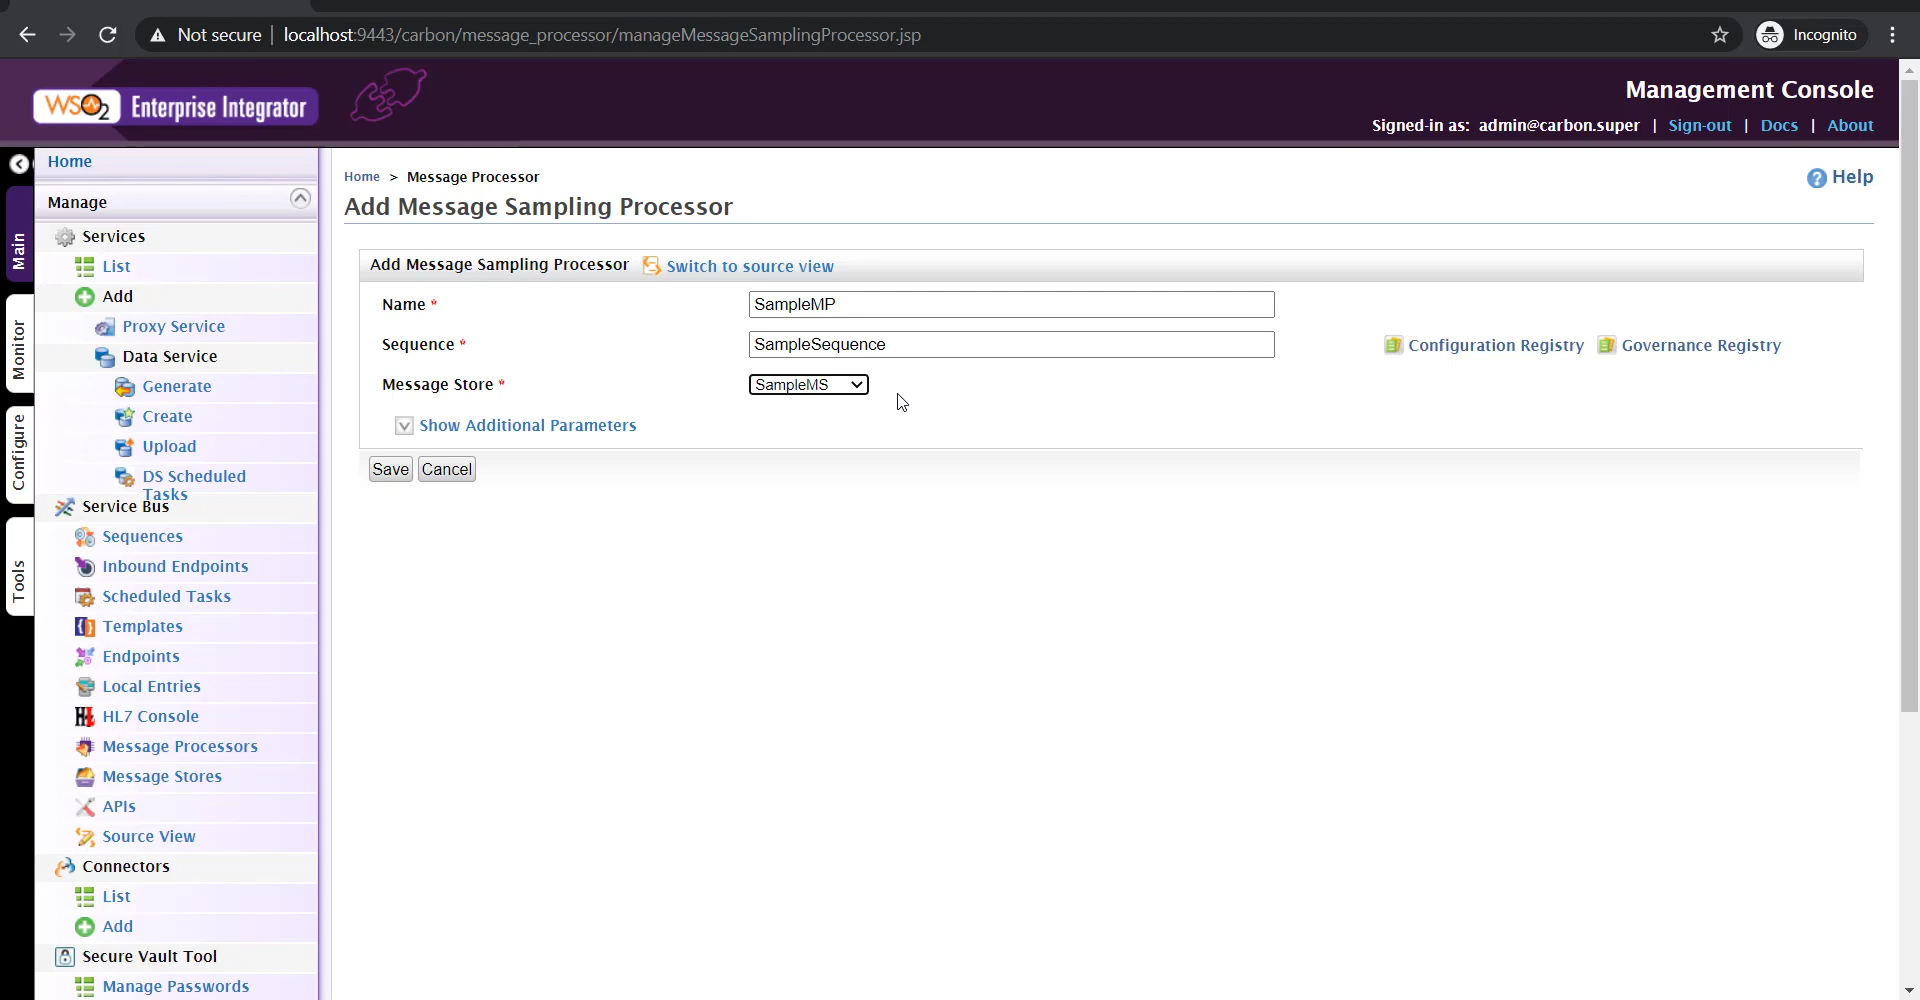 Not secure | localhost:9443/carbon/message_processor/manageMessageSamplingProcessor.jsp
Incognito
WSO2 Enterprise Integrator
Management Console
Signed-in as: admin@carbon.super | Sign-out | Docs | About
Main
Monitor
Configure
Tools
Home
Manage
Services
List
Add
Proxy Service
Data Service
Generate
Create
Upload
DS Scheduled
Tasks
Service Bus
Sequences
Inbound Endpoints
Scheduled Tasks
Templates
Endpoints
Local Entries
HL7 Console
Message Processors
Message Stores
APIs
Source View
Connectors
List
Add
Secure Vault Tool
Manage Passwords
Home > Message Processor
Help
Add Message Sampling Processor
Add Message Sampling Processor Switch to source view
Name * SampleMP
Sequence * SampleSequence Configuration Registry Governance Registry
Message Store * SampleMS
Show Additional Parameters
Save Cancel